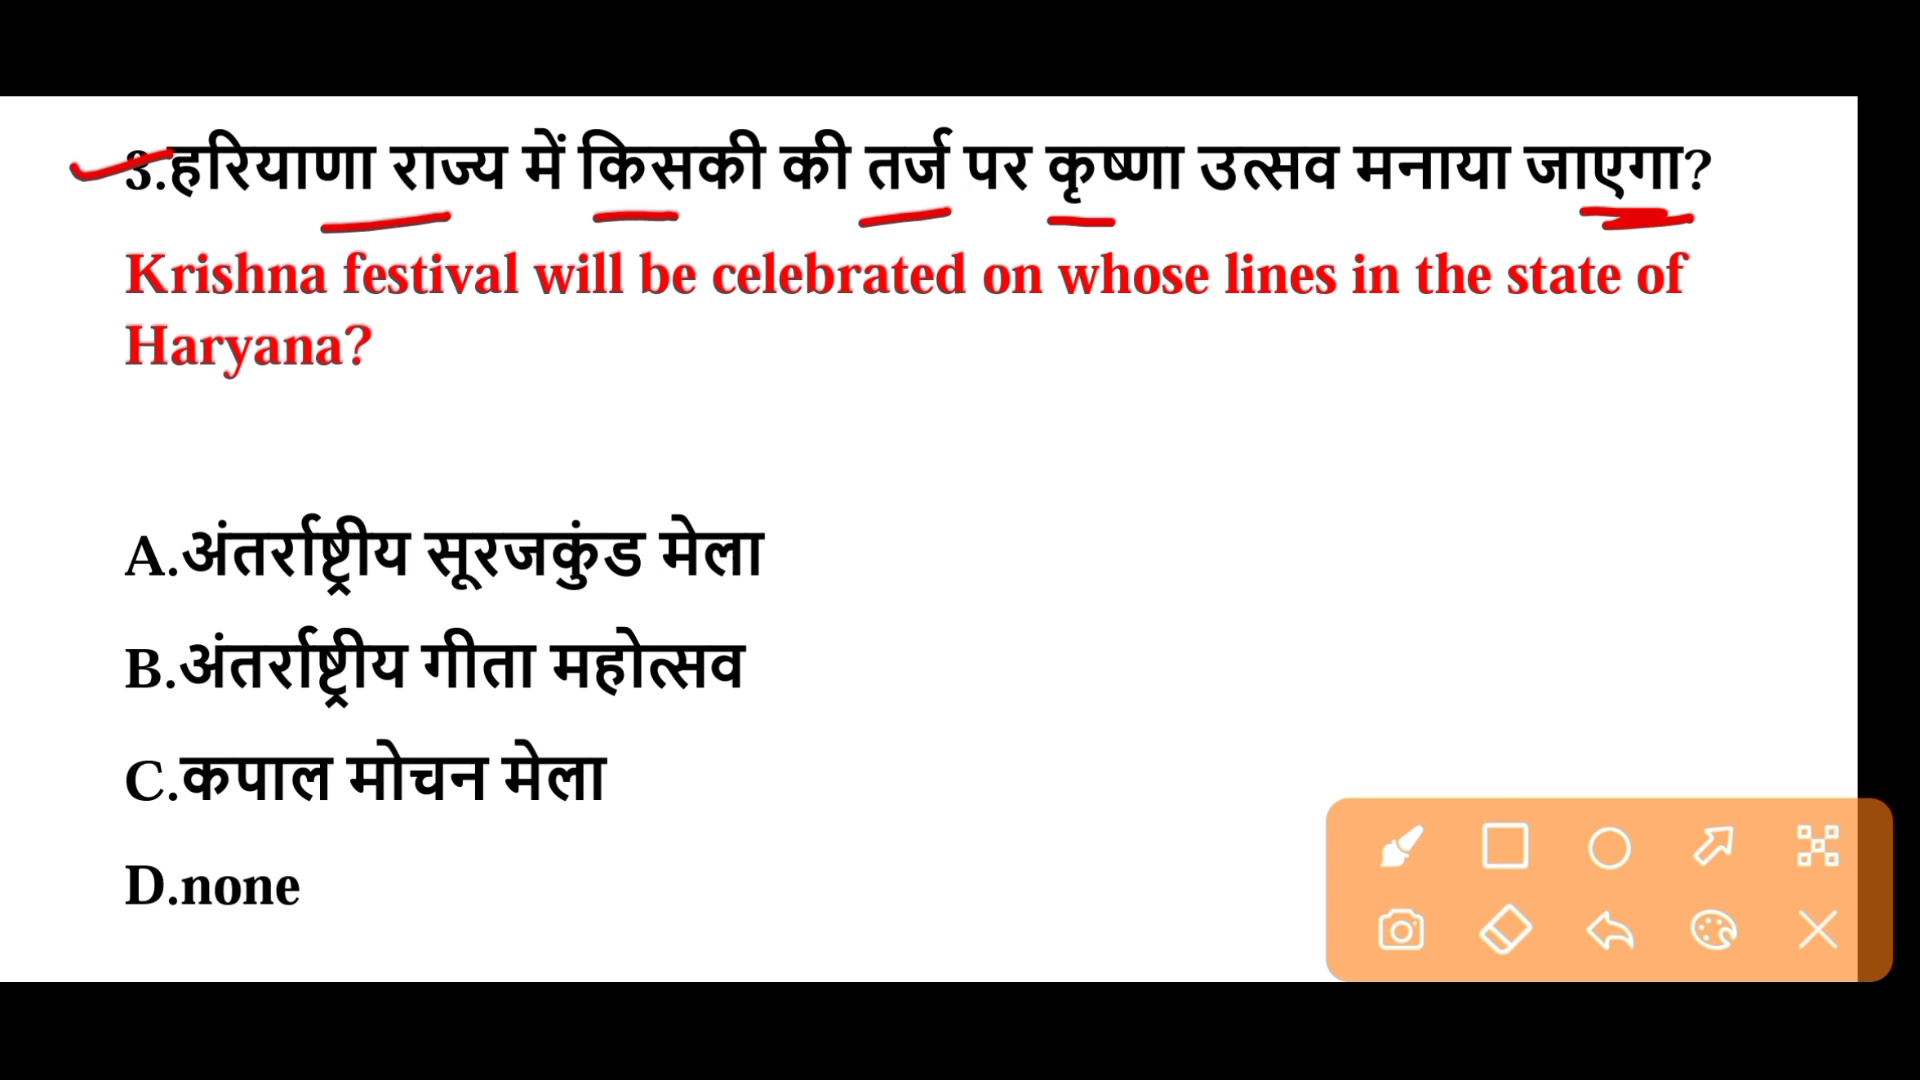 3.हरियाणा राज्य में किसकी की तर्ज पर कृष्णा उत्सव मनाया जाएगा?
Krishna festival will be celebrated on whose lines in the state of
Haryana?
A.अंतर्राष्ट्रीय सूरजकुंड मेला
B.अंतर्राष्ट्रीय गीता महोत्सव
C.कपाल मोचन मेला
D.none